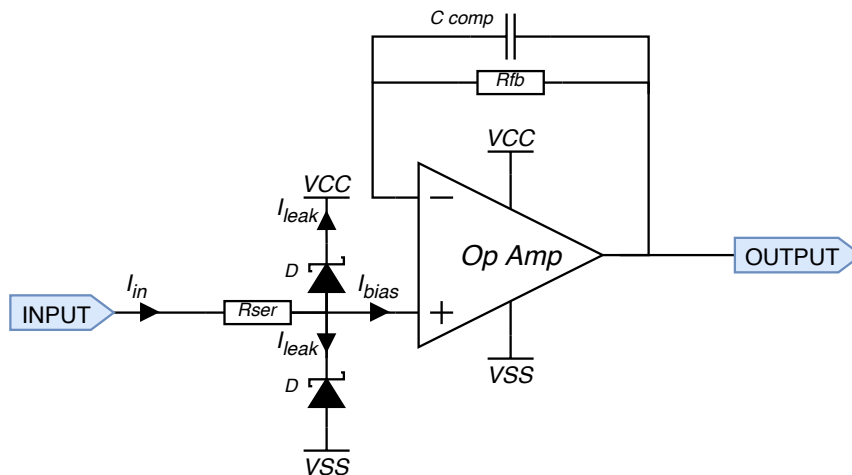 C comp
Rfb
VCC
VCC
I_leak
−
Op Amp
OUTPUT
D
I_in
I_bias
INPUT
Rser
+
I_leak
VSS
D
VSS